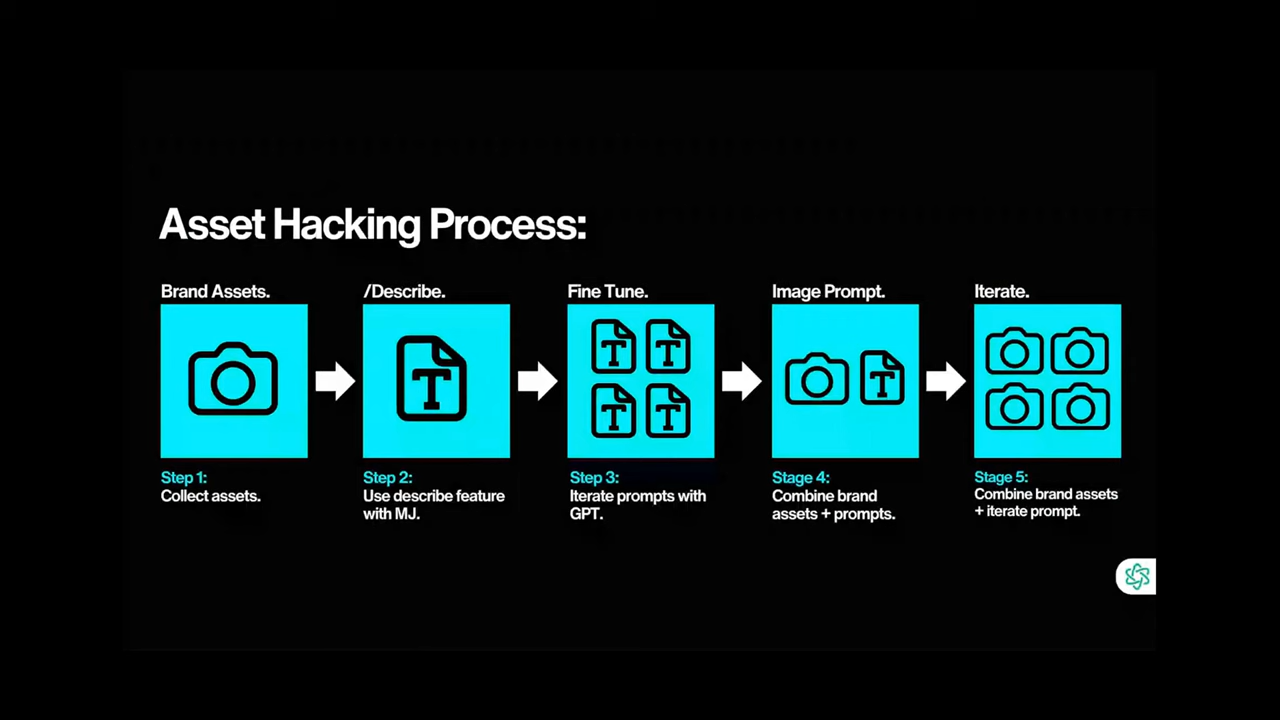 Asset Hacking Process:
Brand Assets.
/Describe.
Fine Tune.
Image Prompt.
Iterate.
T
T T
T T
T
Step 1:
Collect assets.
Step 2:
Use describe feature
with MJ.
Step 3:
Iterate prompts with
GPT.
Stage 4:
Combine brand
assets + prompts.
Stage 5:
Combine brand assets
+ iterate prompt.